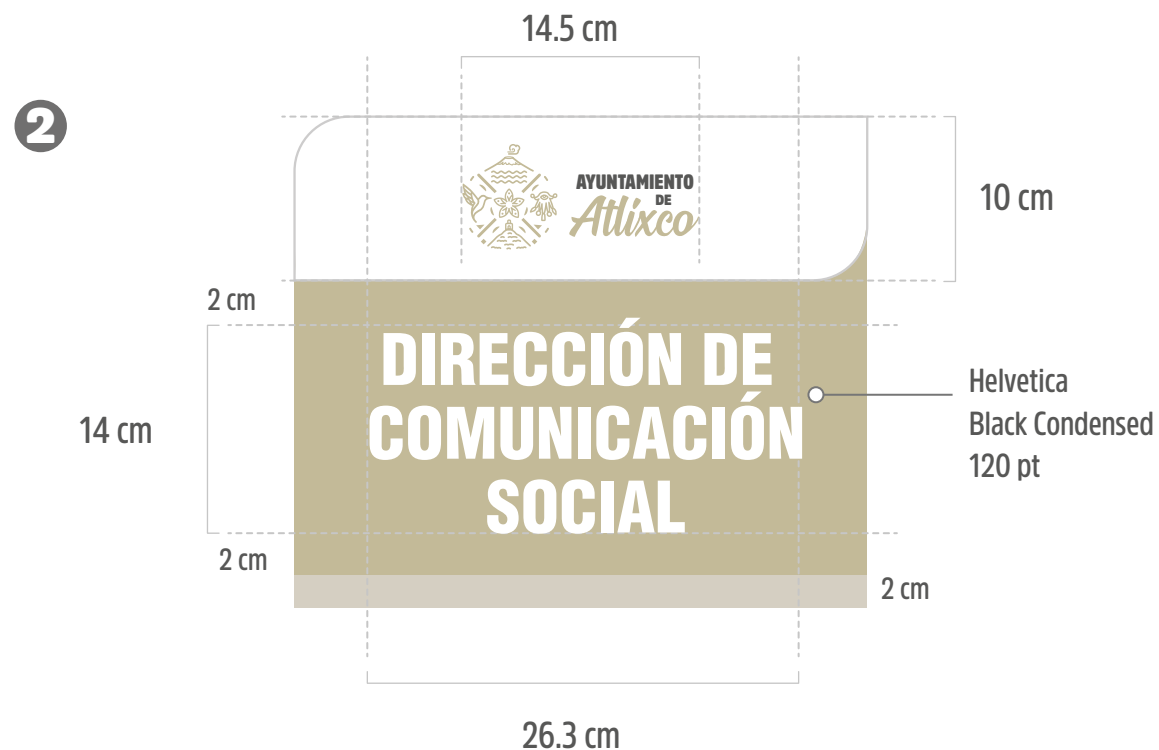 14.5 cm
2
AYUNTAMIENTO
DE
Atlixco
10 cm
2 cm
DIRECCIÓN DE
COMUNICACIÓN
SOCIAL
14 cm
Helvetica
Black Condensed
120 pt
2 cm
2 cm
26.3 cm